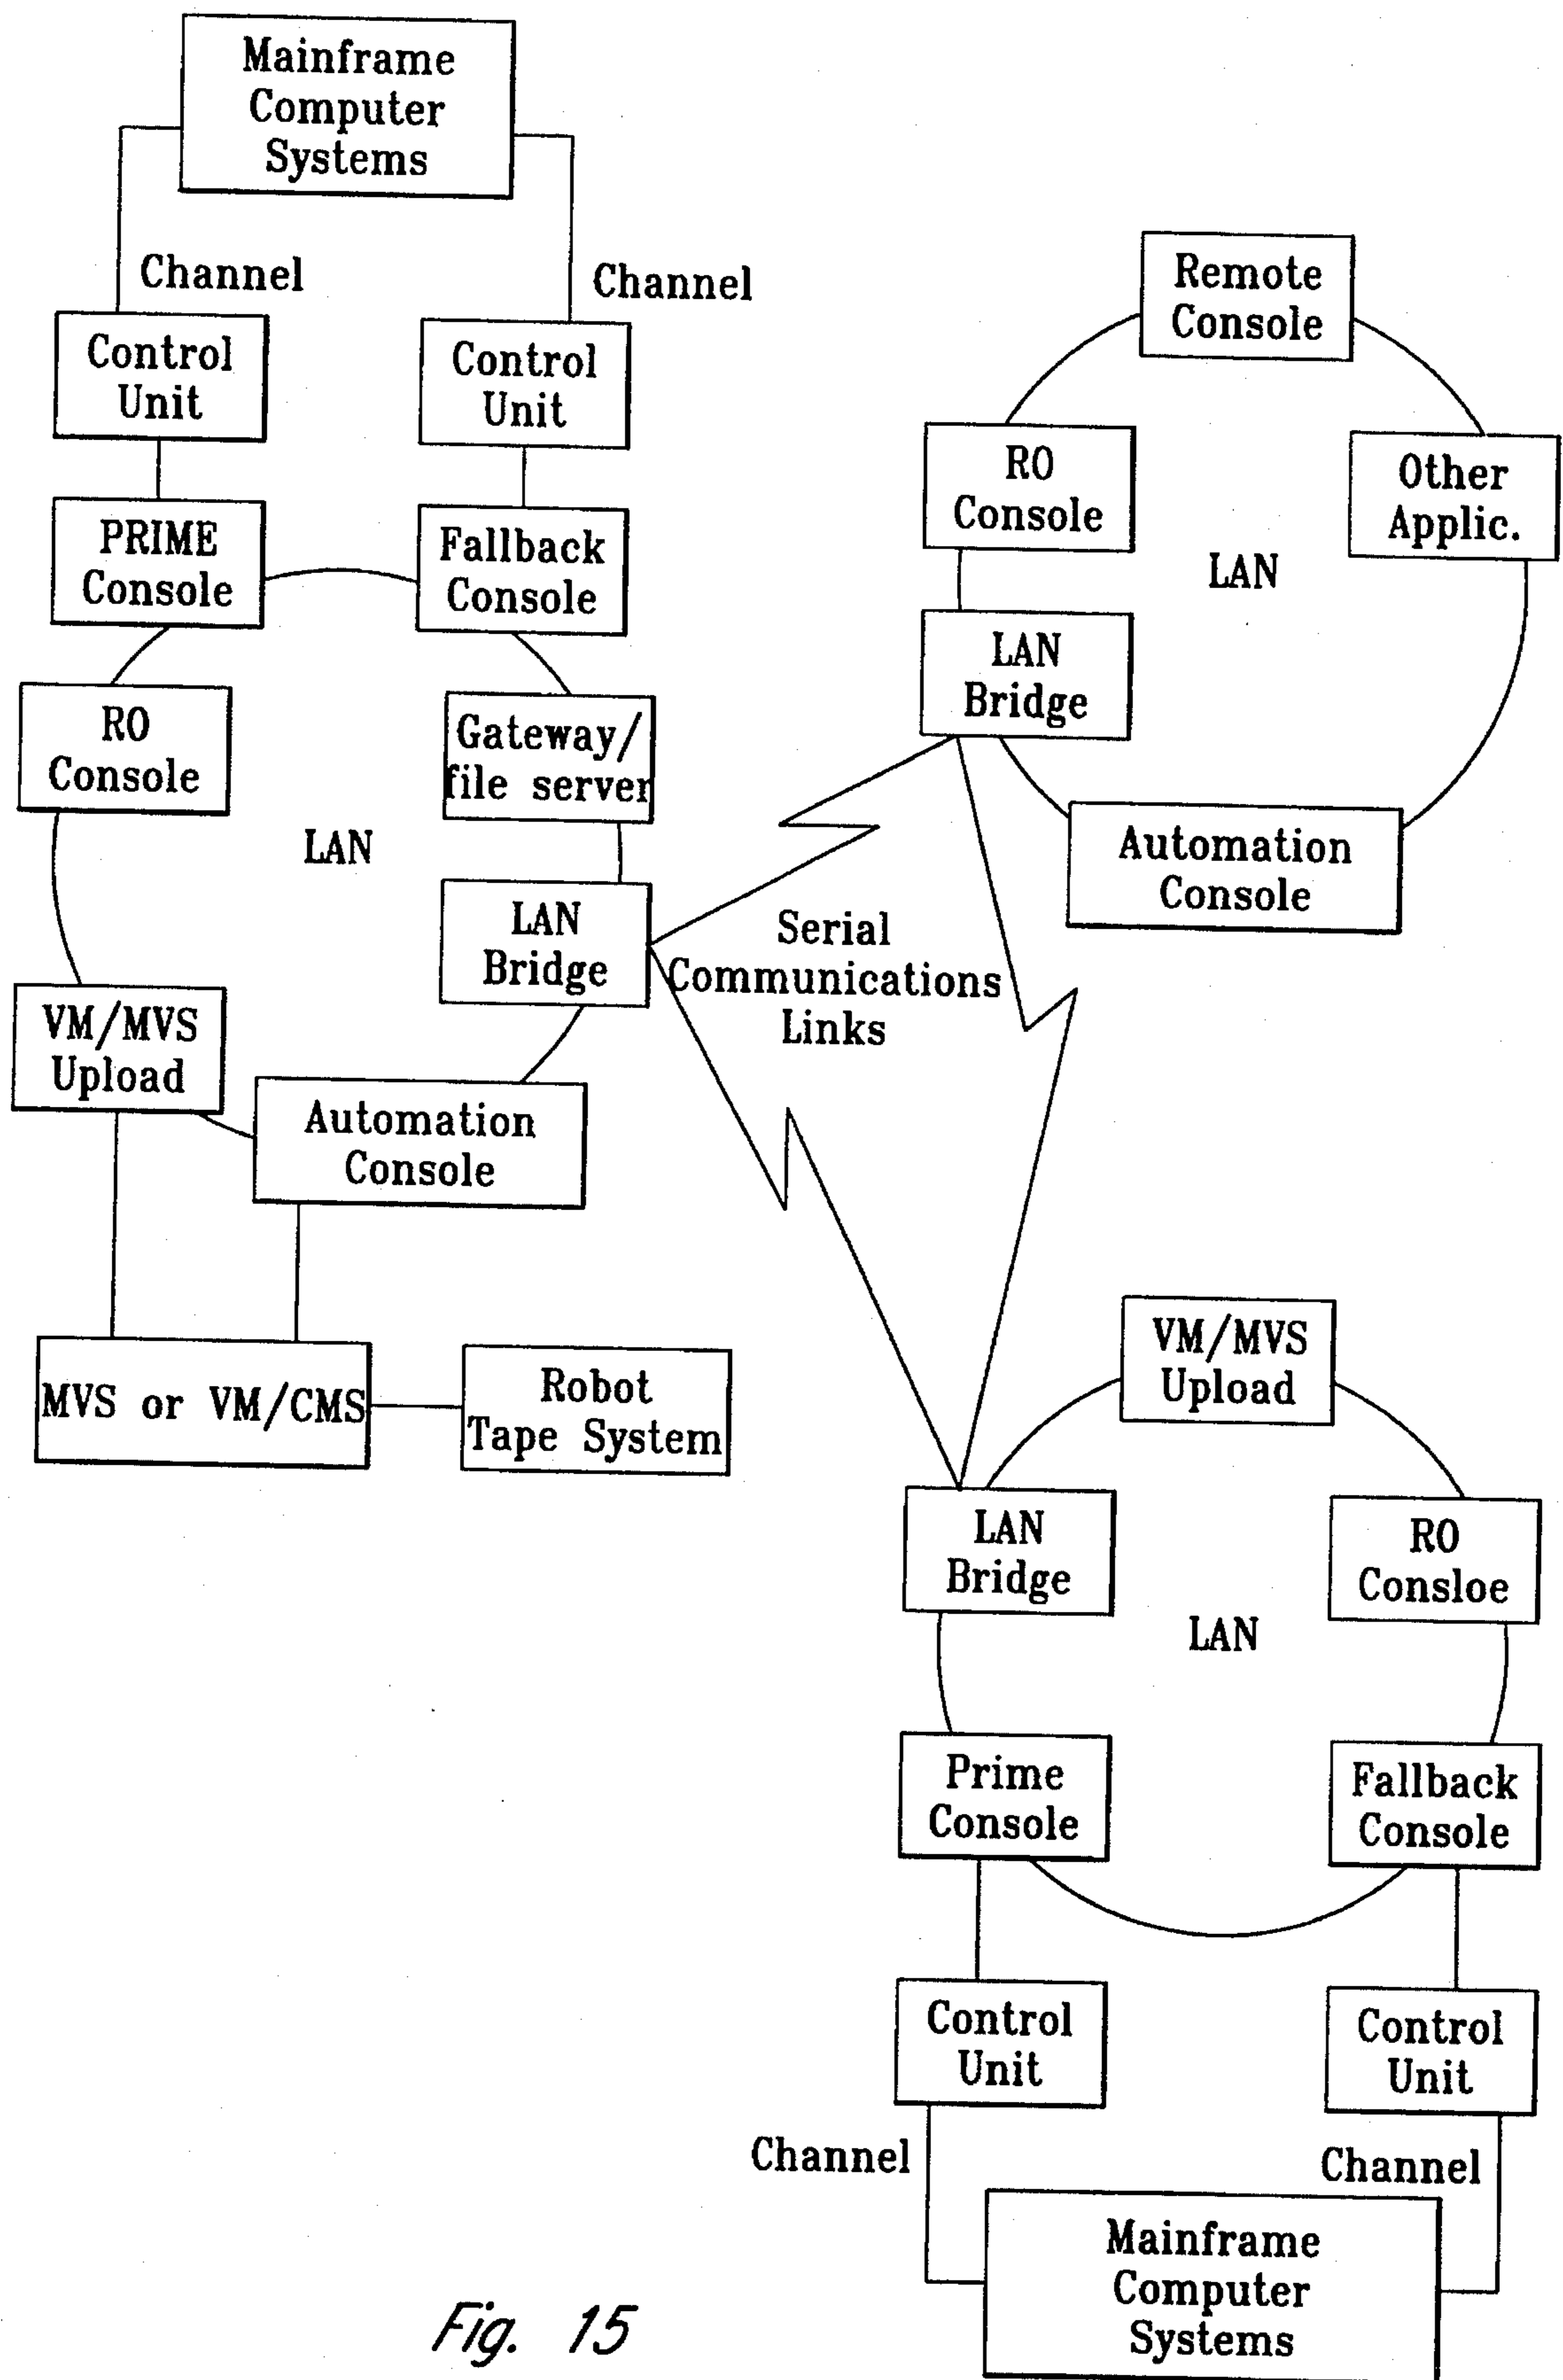 Mainframe
Computer
Systems
Channel
Channel
Control
Unit
Control
Unit
PRIME
Console
Fallback
Console
RO
Console
Gateway/
file server
LAN
LAN
Bridge
VM/MVS
Upload
Automation
Console
MVS or VM/CMS
Robot
Tape System
Serial
Communications
Links
Remote
Console
RO
Console
Other
Applic.
LAN
LAN
Bridge
Automation
Console
VM/MVS
Upload
LAN
Bridge
RO
Consloe
LAN
Prime
Console
Fallback
Console
Control
Unit
Control
Unit
Channel
Channel
Mainframe
Computer
Systems
Fig. 15